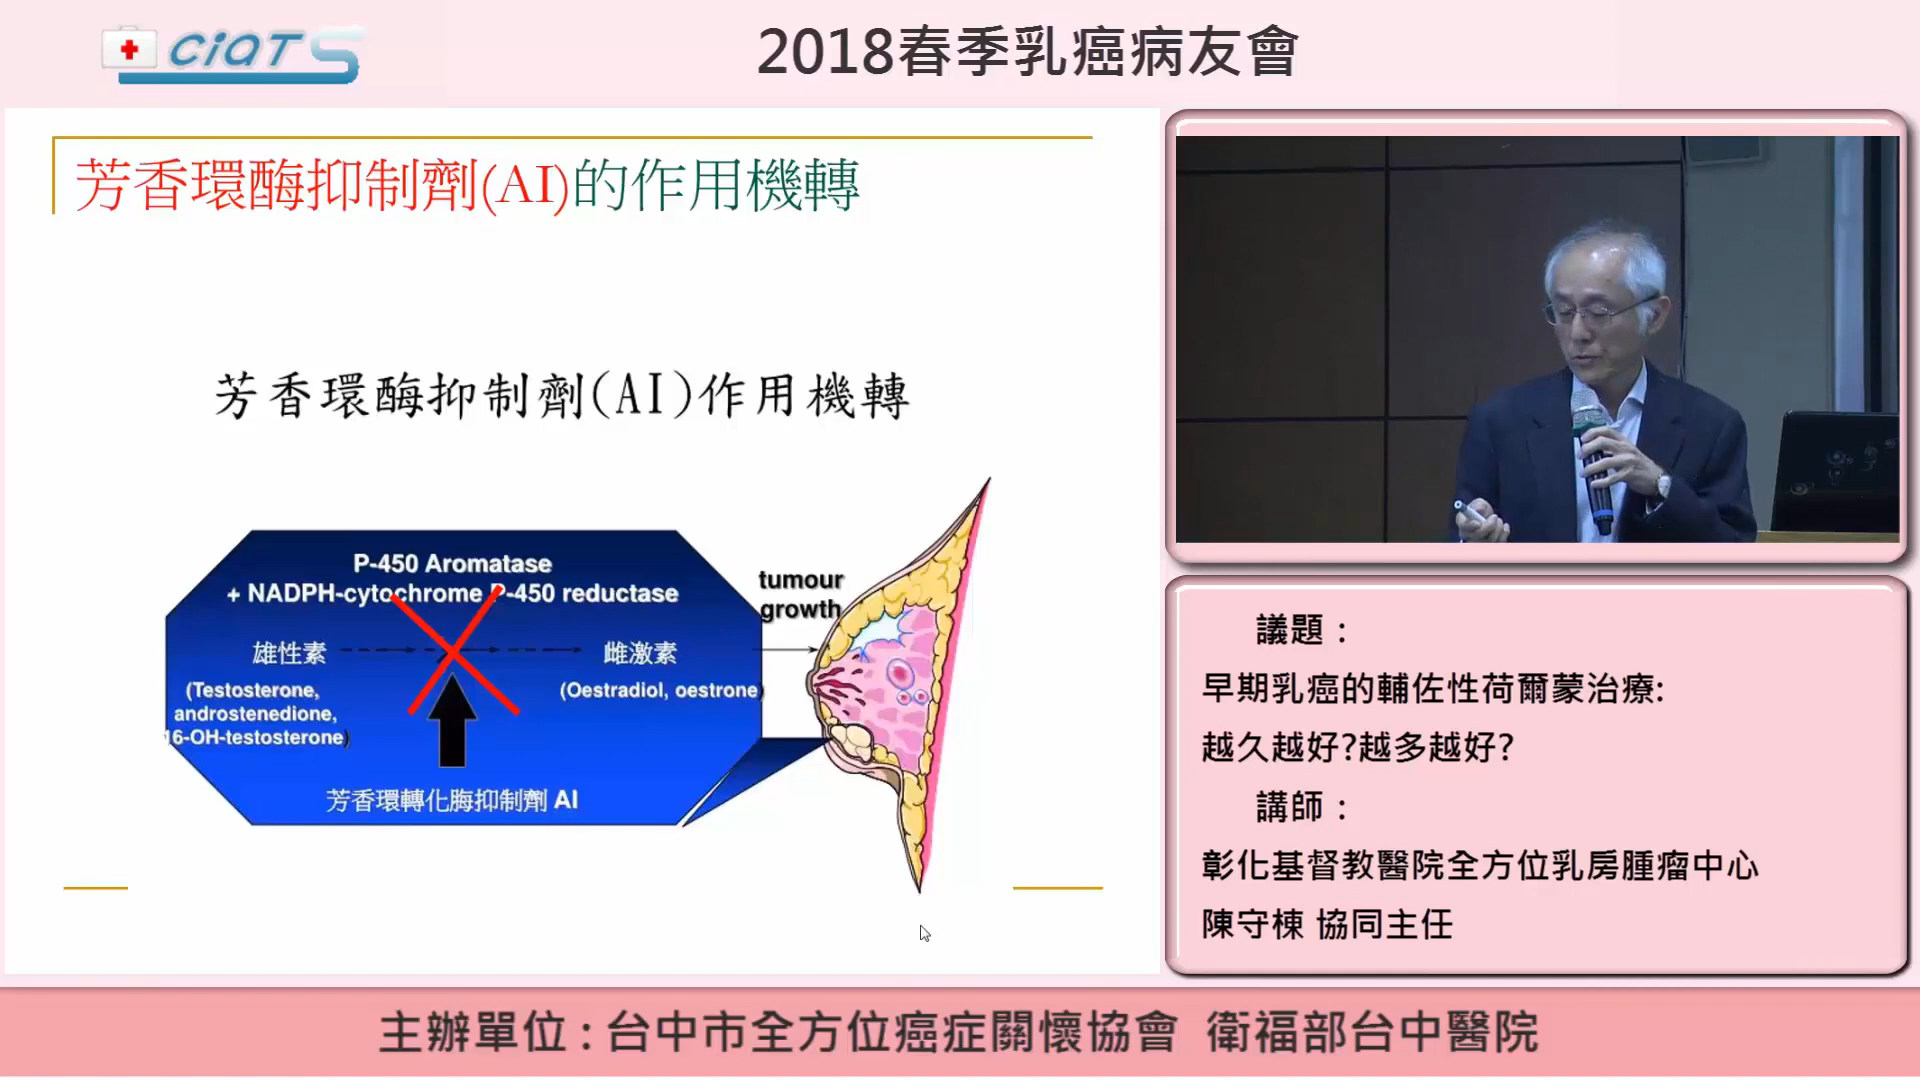 CiQTS
2018春季乳癌病友會
芳香環酶抑制劑(AI)的作用機轉
芳香環酶抑制劑(AI)作用機轉
P-450 Aromatase
+ NADPH-cytochrome P-450 reductase
雄性素
雌激素
(Testosterone,
androstenedione,
16-OH-testosterone)
(Oestradiol, oestrone)
芳香環轉化脢抑制劑 AI
tumour
growth
議題：
早期乳癌的輔佐性荷爾蒙治療:
越久越好?越多越好?
講師：
彰化基督教醫院全方位乳房腫瘤中心
陳守棟 協同主任
主辦單位 : 台中市全方位癌症關懷協會 衛福部台中醫院